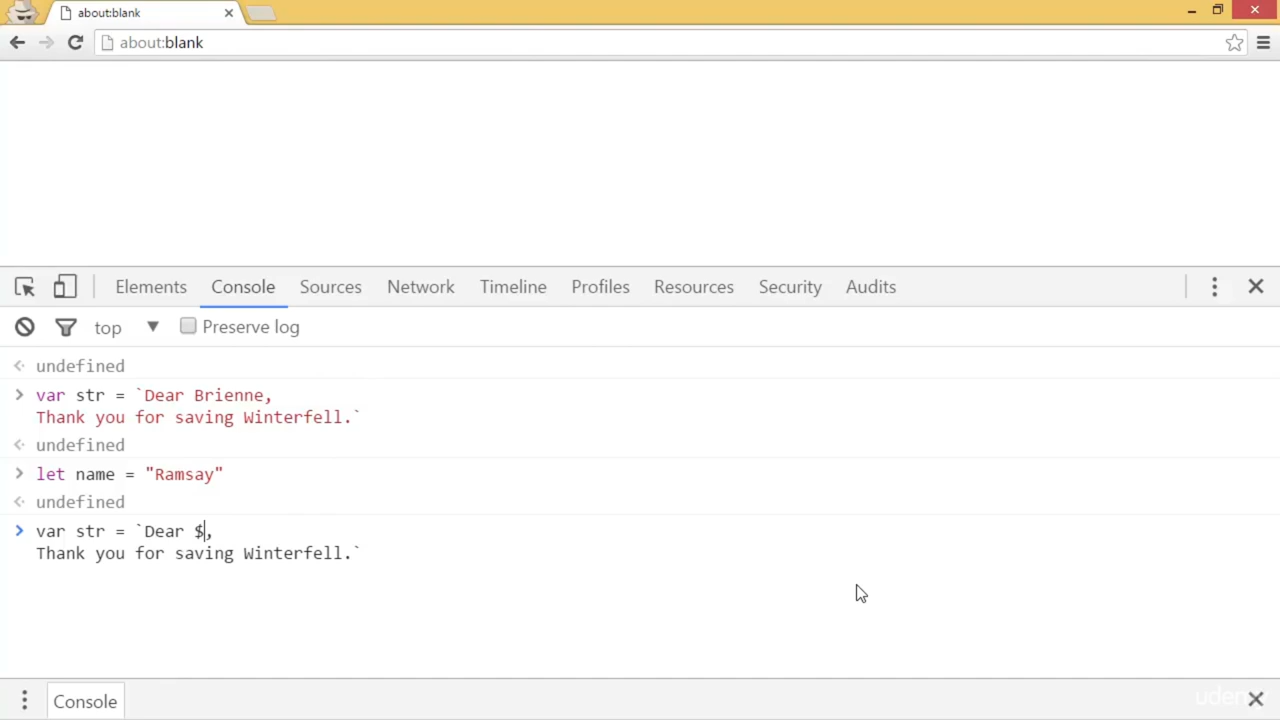 about:blank
about:blank
Elements Console Sources Network Timeline Profiles Resources Security Audits
top Preserve log
undefined
var str = `Dear Brienne,
Thank you for saving Winterfell.`
undefined
let name = "Ramsay"
undefined
var str = `Dear $,
Thank you for saving Winterfell.`
Console
udemy